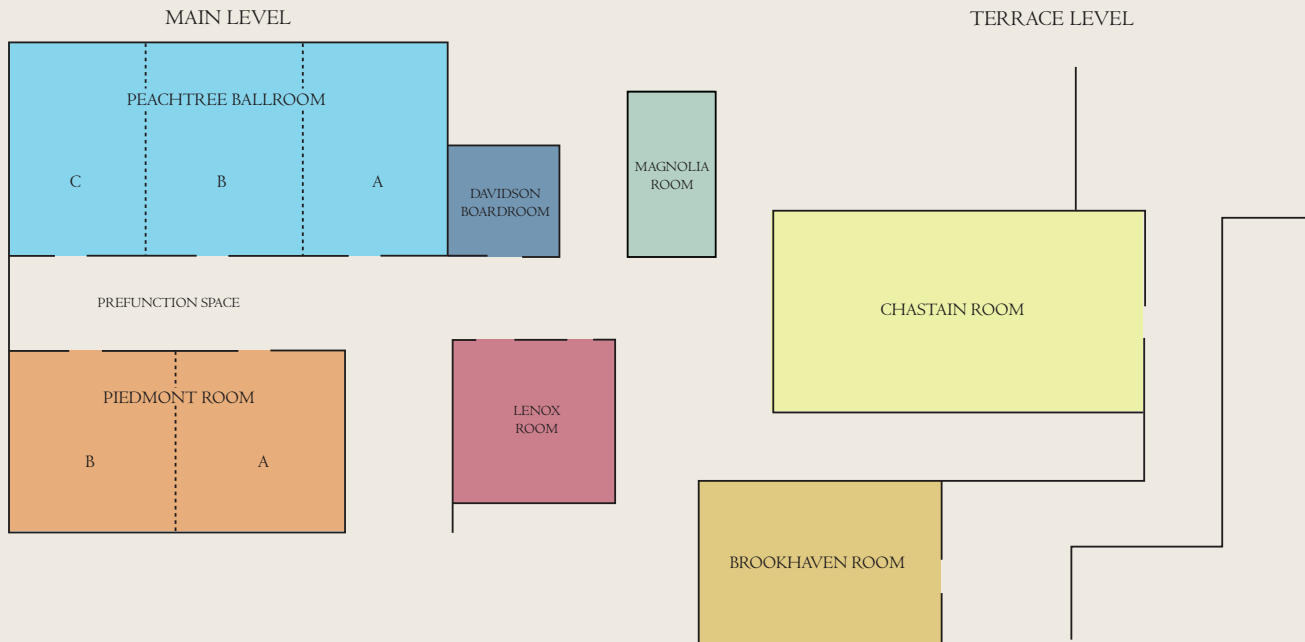 MAIN LEVEL
TERRACE LEVEL
PEACHTREE BALLROOM
C
B
A
DAVIDSON
BOARDROOM
MAGNOLIA
ROOM
PREFUNCTION SPACE
CHASTAIN ROOM
PIEDMONT ROOM
B
A
LENOX
ROOM
BROOKHAVEN ROOM